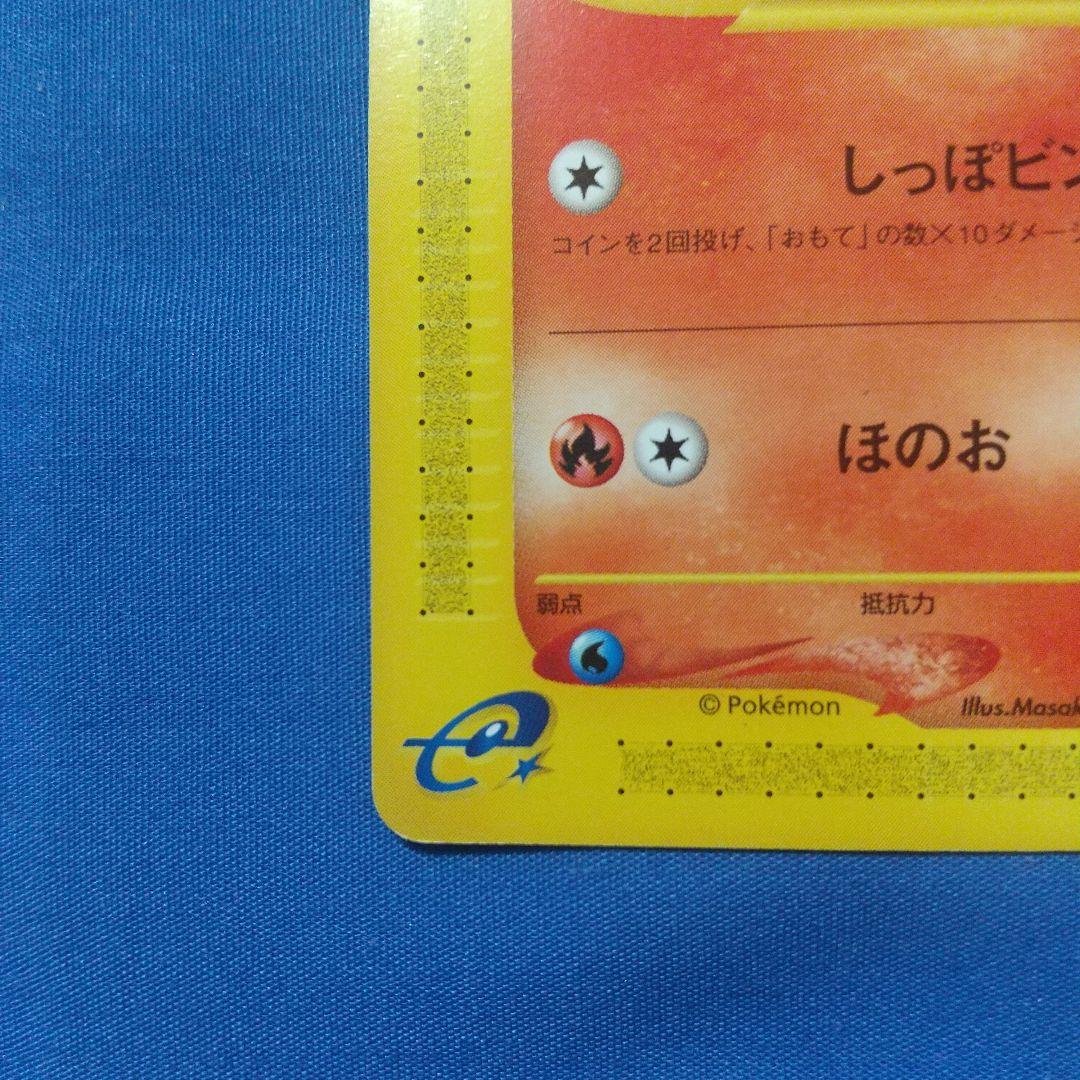 しっぽビン
コインを2回投げ、「おもて」の数×10ダメージ
ほのお
弱点 抵抗力
© Pokémon Illus.Masak